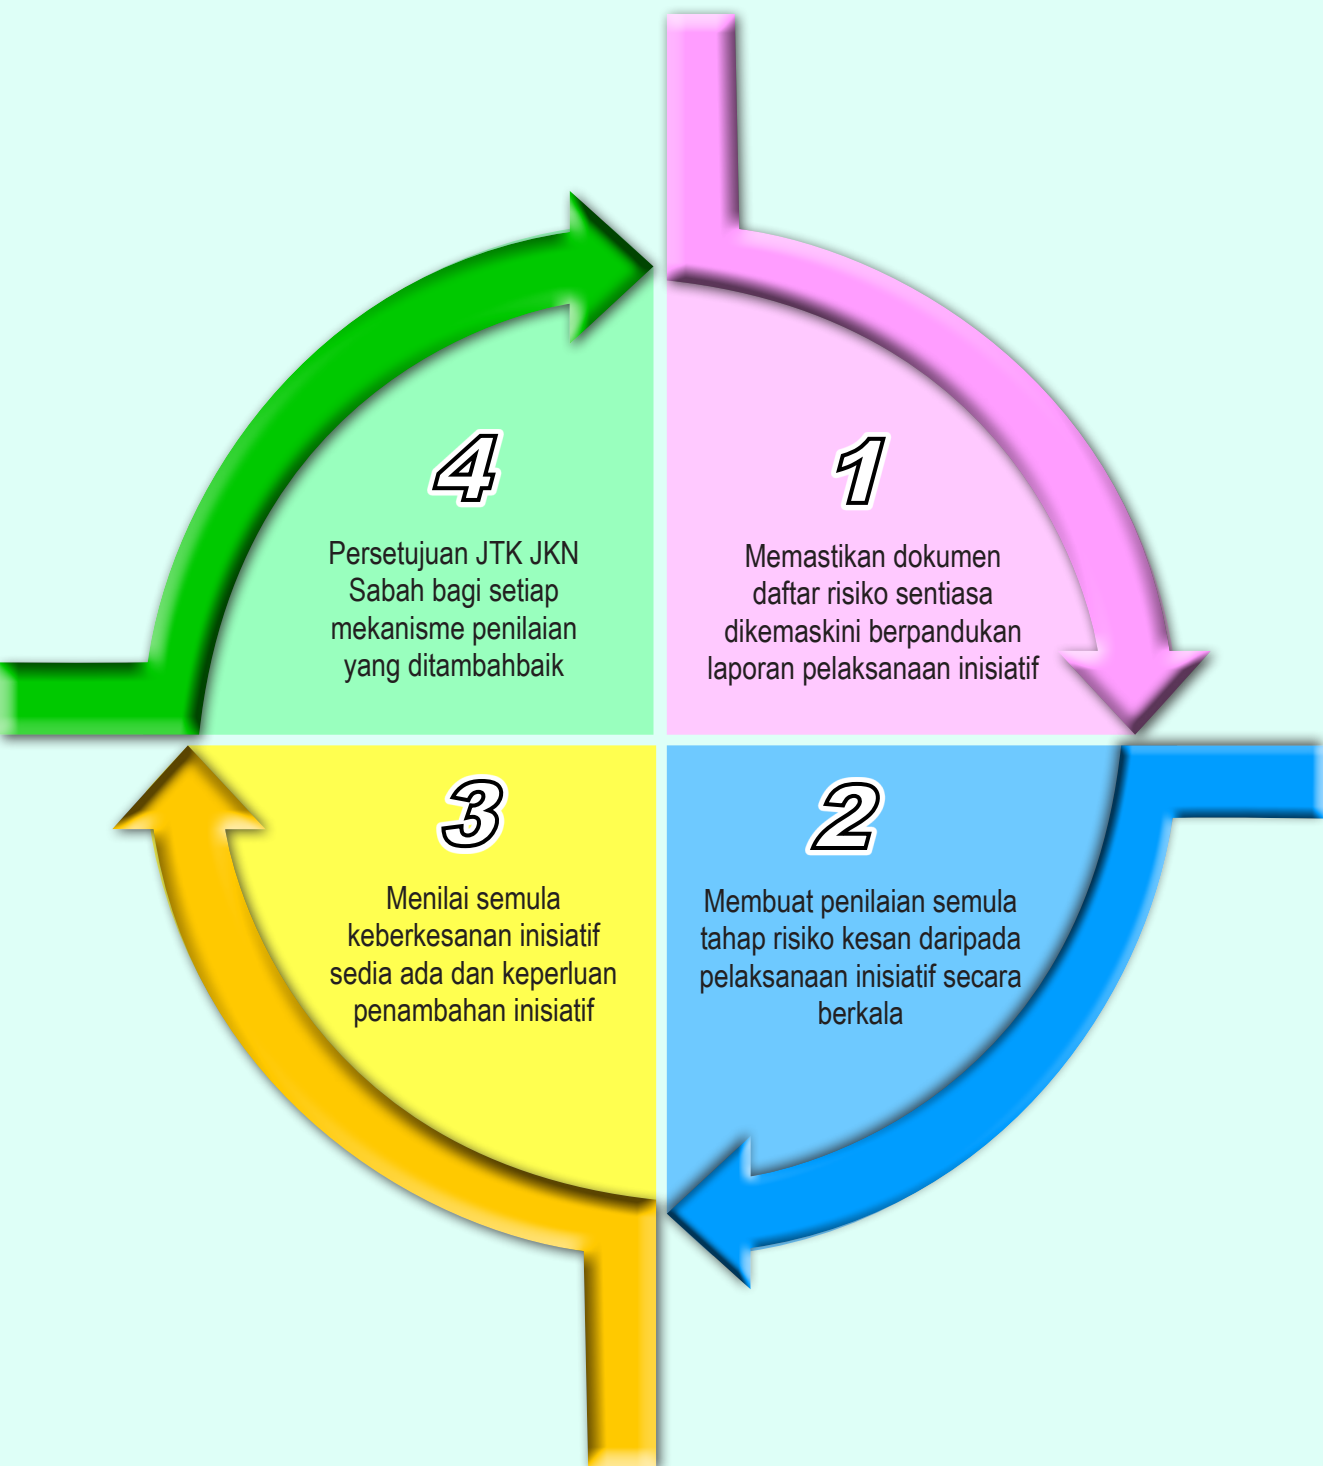 1
Memastikan dokumen
daftar risiko sentiasa
dikemaskini berpandukan
laporan pelaksanaan inisiatif
2
Membuat penilaian semula
tahap risiko kesan daripada
pelaksanaan inisiatif secara
berkala
3
Menilai semula
keberkesanan inisiatif
sedia ada dan keperluan
penambahan inisiatif
4
Persetujuan JTK JKN
Sabah bagi setiap
mekanisme penilaian
yang ditambahbaik